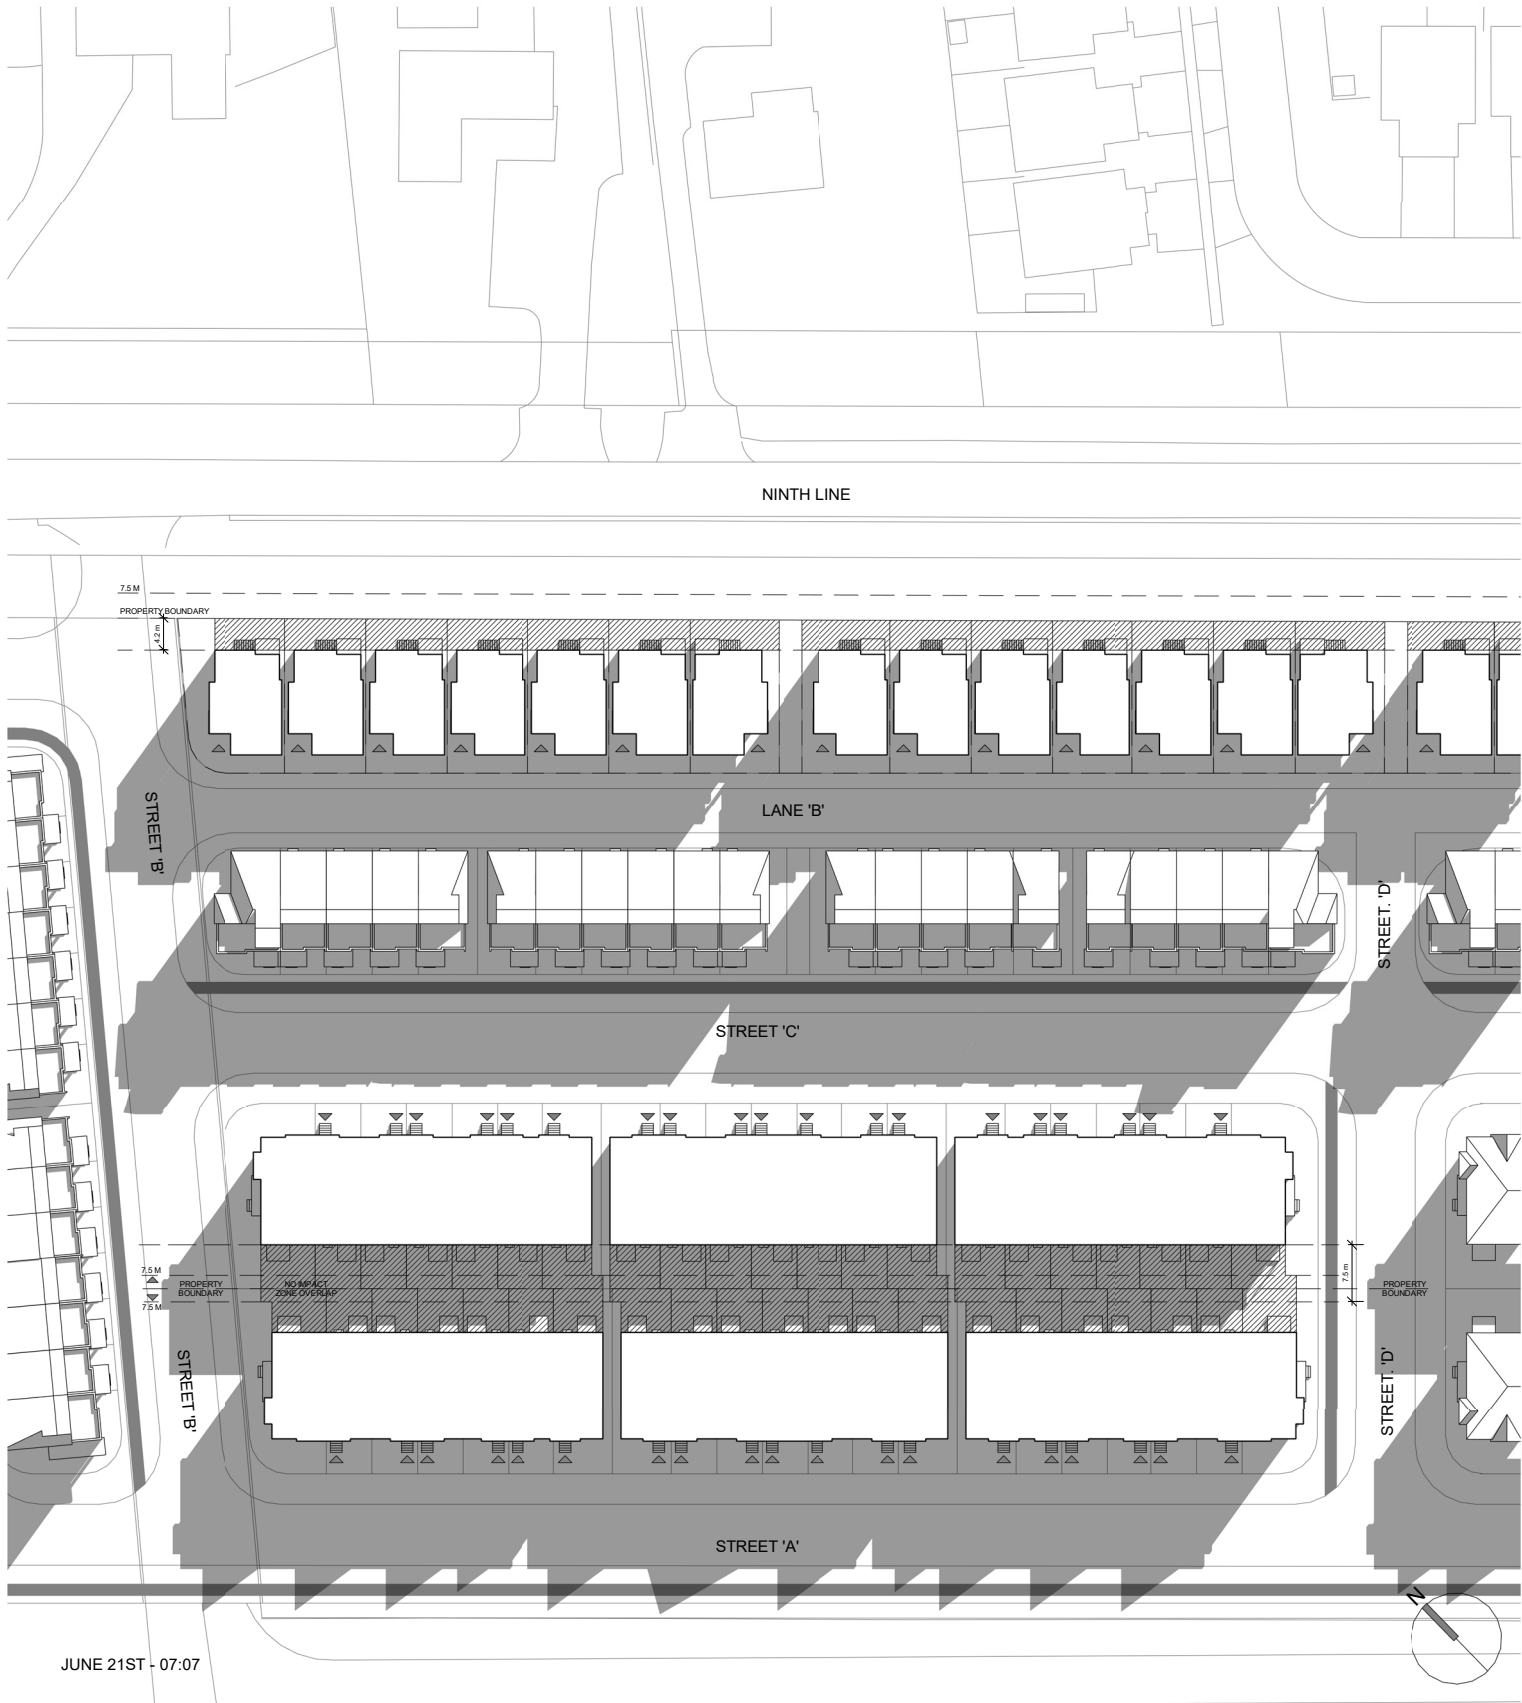 NINTH LINE
7.5 M
PROPERTY BOUNDARY
4.2 m
STREET 'B'
LANE 'B'
STREET. 'D'
STREET 'C'
7.5 M
PROPERTY
BOUNDARY
7.5 M
NO IMPACT
ZONE OVERLAP
7.5 m
PROPERTY
BOUNDARY
STREET 'B'
STREET. 'D'
STREET 'A'
N
JUNE 21ST - 07:07